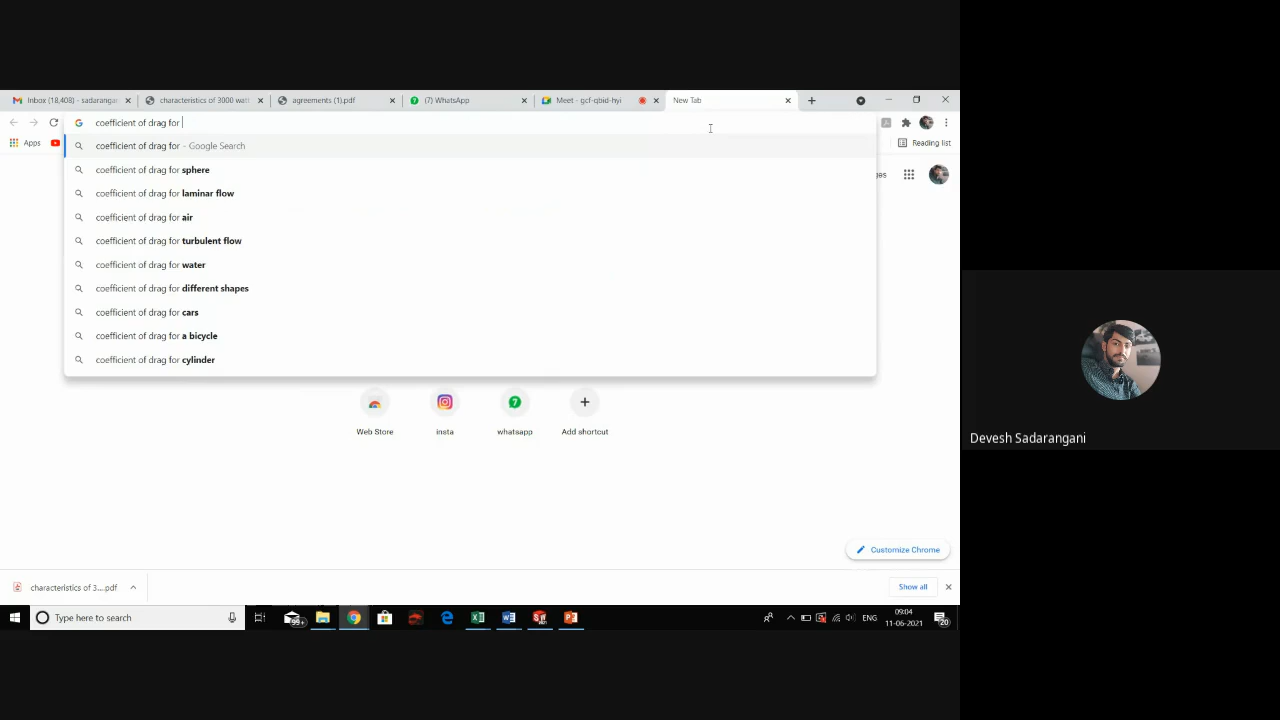 Inbox (18,408) - sadarangan
characteristics of 3000 watt
agreements (1).pdf
(7) WhatsApp
Meet - gcf-qbid-hyi
New Tab
coefficient of drag for
Apps
Reading list
coefficient of drag for - Google Search
coefficient of drag for sphere
coefficient of drag for laminar flow
coefficient of drag for air
coefficient of drag for turbulent flow
coefficient of drag for water
coefficient of drag for different shapes
coefficient of drag for cars
coefficient of drag for a bicycle
coefficient of drag for cylinder
Web Store
insta
whatsapp
Add shortcut
Devesh Sadarangani
Customize Chrome
characteristics of 3....pdf
Show all
Type here to search
99+
ENG
09:04
11-06-2021
20